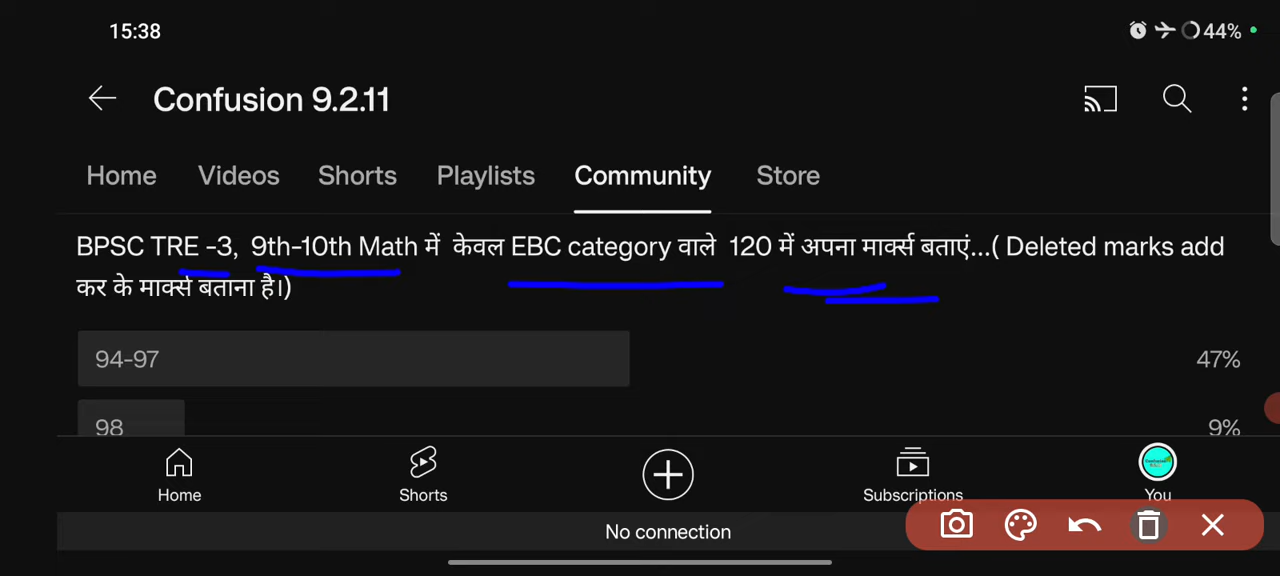 15:38
44%
Confusion 9.2.11
Home Videos Shorts Playlists Community Store
BPSC TRE -3, 9th-10th Math में केवल EBC category वाले 120 में अपना मार्क्स बताएं...( Deleted marks add
कर के मार्क्स बताना है।)
94-97 47%
98 9%
Home Shorts Subscriptions You
No connection